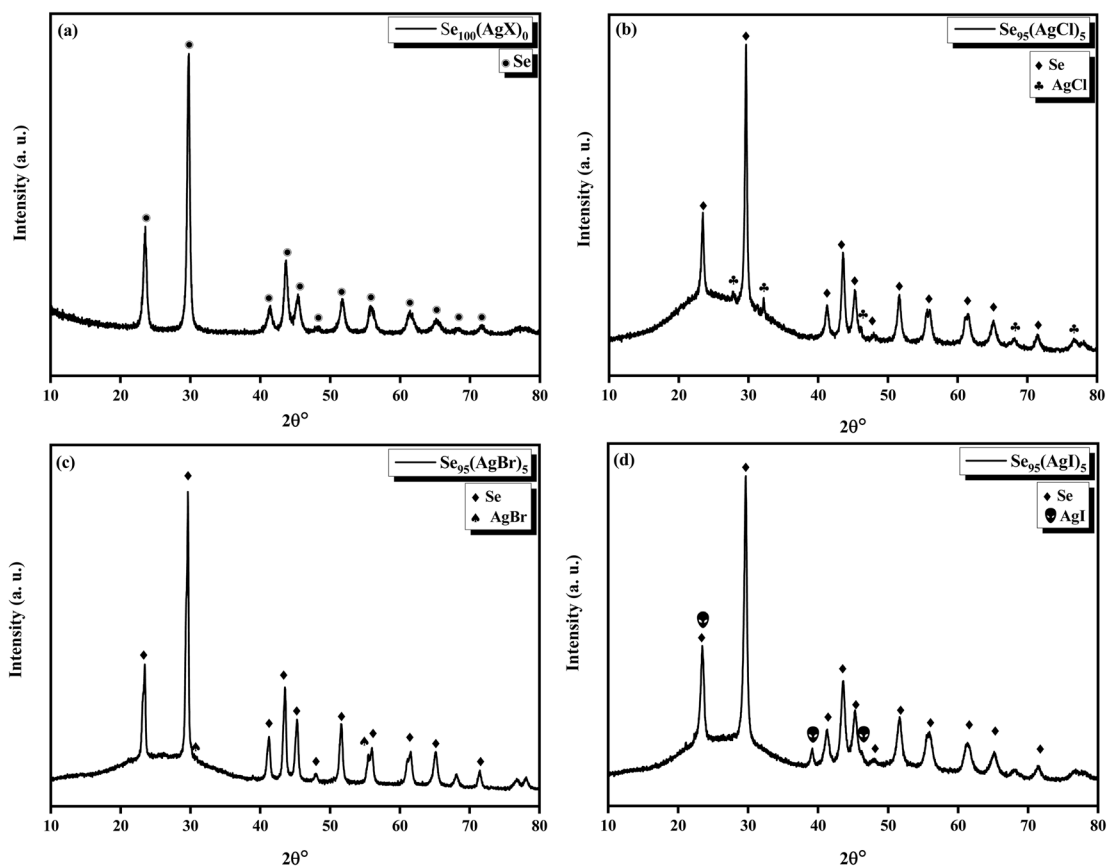 (a)
Se₁₀₀(AgX)₀
Se
Intensity (a. u.)
10 20 30 40 50 60 70 80
2θ°
(b)
Se₉₅(AgCl)₅
Se
AgCl
Intensity (a. u.)
10 20 30 40 50 60 70 80
2θ°
(c)
Se₉₅(AgBr)₅
Se
AgBr
Intensity (a. u.)
10 20 30 40 50 60 70 80
2θ°
(d)
Se₉₅(AgI)₅
Se
AgI
Intensity (a. u.)
10 20 30 40 50 60 70 80
2θ°